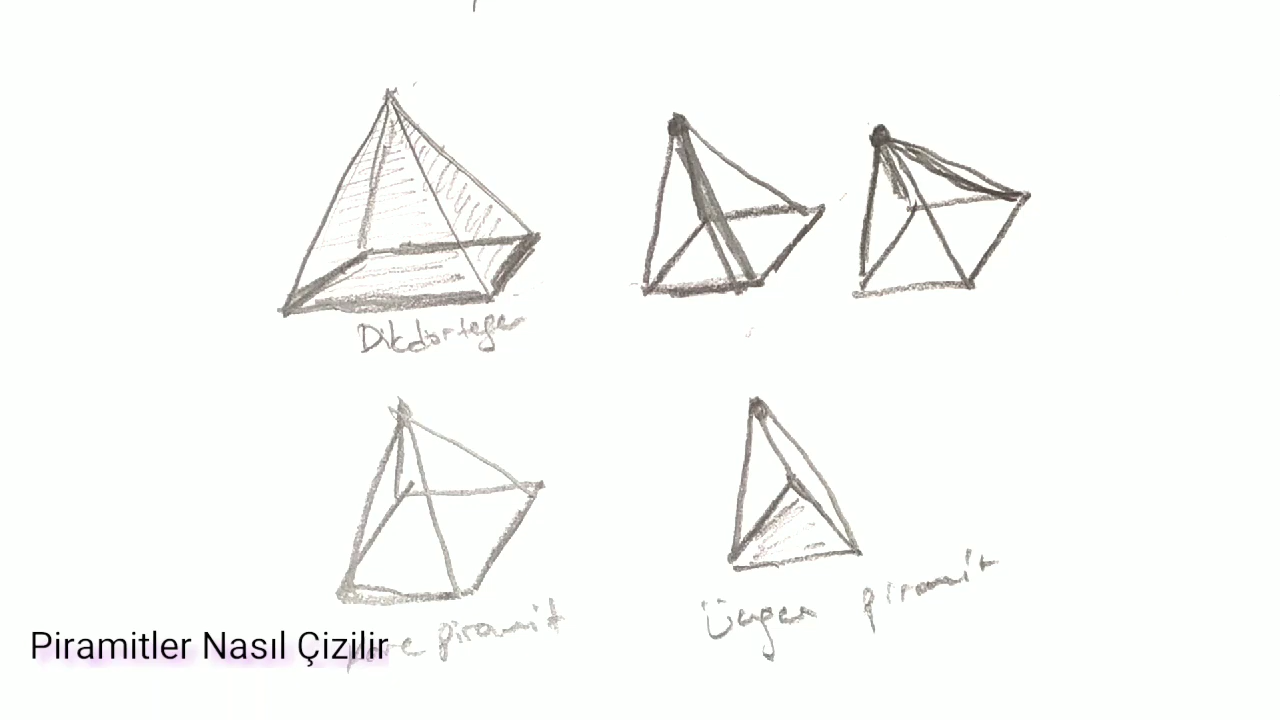 Dikdörtgen
kare piramit
Üçgen piramit
Piramitler Nasıl Çizilir